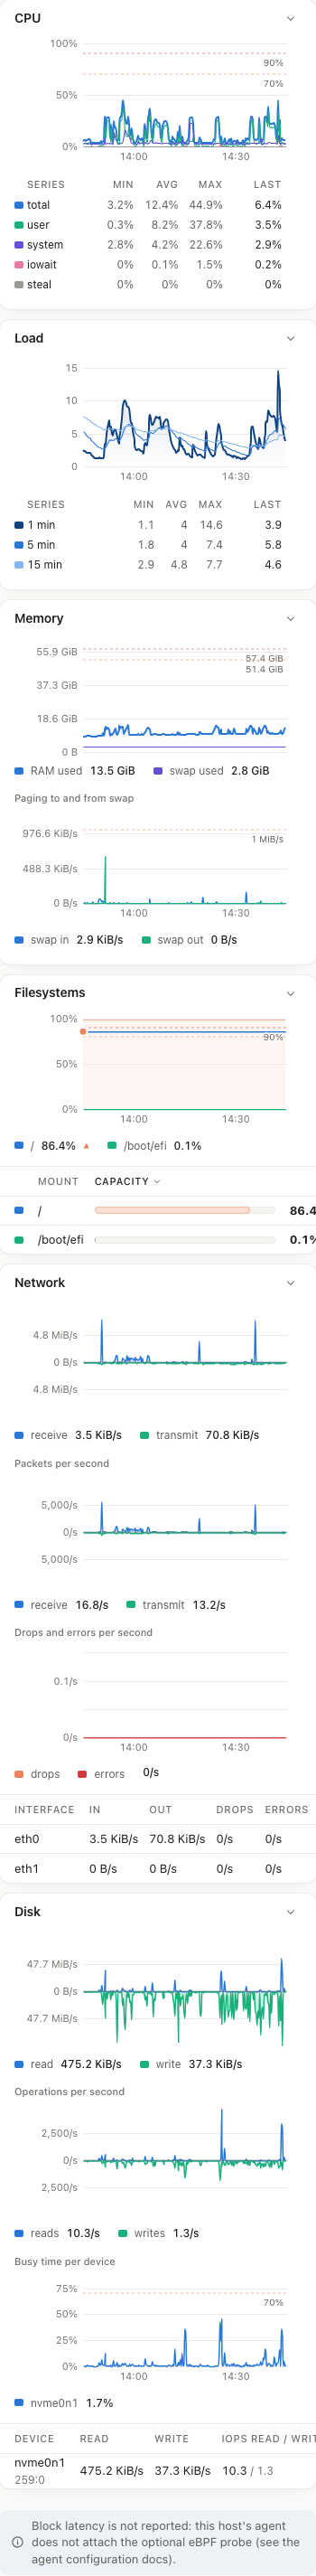 CPU
100%
90%
70%
50%
0%
14:00 14:30
SERIES MIN AVG MAX LAST
total 3.2% 12.4% 44.9% 6.4%
user 0.3% 8.2% 37.8% 3.5%
system 2.8% 4.2% 22.6% 2.9%
iowait 0% 0.1% 1.5% 0.2%
steal 0% 0% 0% 0%
Load
15
10
5
0
14:00 14:30
SERIES MIN AVG MAX LAST
1 min 1.1 4 14.6 3.9
5 min 1.8 4 7.4 5.8
15 min 2.9 4.8 7.7 4.6
Memory
55.9 GiB
57.4 GiB
51.4 GiB
37.3 GiB
18.6 GiB
0 B
RAM used 13.5 GiB swap used 2.8 GiB
Paging to and from swap
976.6 KiB/s
1 MiB/s
488.3 KiB/s
0 B/s
14:00 14:30
swap in 2.9 KiB/s swap out 0 B/s
Filesystems
100%
90%
50%
0%
14:00 14:30
/ 86.4% ▲ /boot/efi 0.1%
MOUNT CAPACITY
/ 86.4
/boot/efi 0.1%
Network
4.8 MiB/s
0 B/s
4.8 MiB/s
receive 3.5 KiB/s transmit 70.8 KiB/s
Packets per second
5,000/s
0/s
5,000/s
receive 16.8/s transmit 13.2/s
Drops and errors per second
0.1/s
0/s
14:00 14:30
drops errors 0/s
INTERFACE IN OUT DROPS ERRORS
eth0 3.5 KiB/s 70.8 KiB/s 0/s 0/s
eth1 0 B/s 0 B/s 0/s 0/s
Disk
47.7 MiB/s
0 B/s
47.7 MiB/s
read 475.2 KiB/s write 37.3 KiB/s
Operations per second
2,500/s
0/s
2,500/s
reads 10.3/s writes 1.3/s
Busy time per device
75%
70%
50%
25%
0%
14:00 14:30
nvme0n1 1.7%
DEVICE READ WRITE IOPS READ / WRIT
nvme0n1
259:0 475.2 KiB/s 37.3 KiB/s 10.3 / 1.3
Block latency is not reported: this host's agent
does not attach the optional eBPF probe (see the
agent configuration docs).